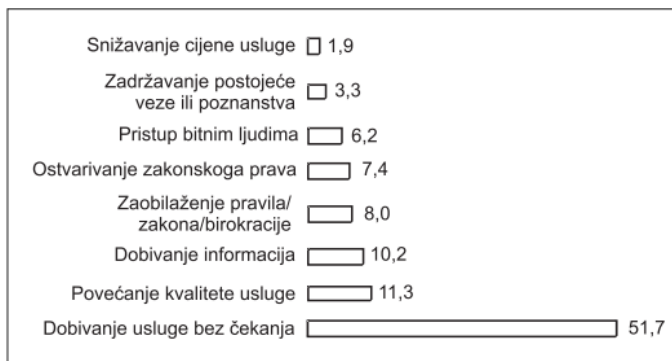 Snižavanje cijene usluge 1,9
Zadržavanje postojeće
veze ili poznanstva 3,3
Pristup bitnim ljudima 6,2
Ostvarivanje zakonskoga prava 7,4
Zaobilaženje pravila/
zakona/birokracije 8,0
Dobivanje informacija 10,2
Povećanje kvalitete usluge 11,3
Dobivanje usluge bez čekanja 51,7